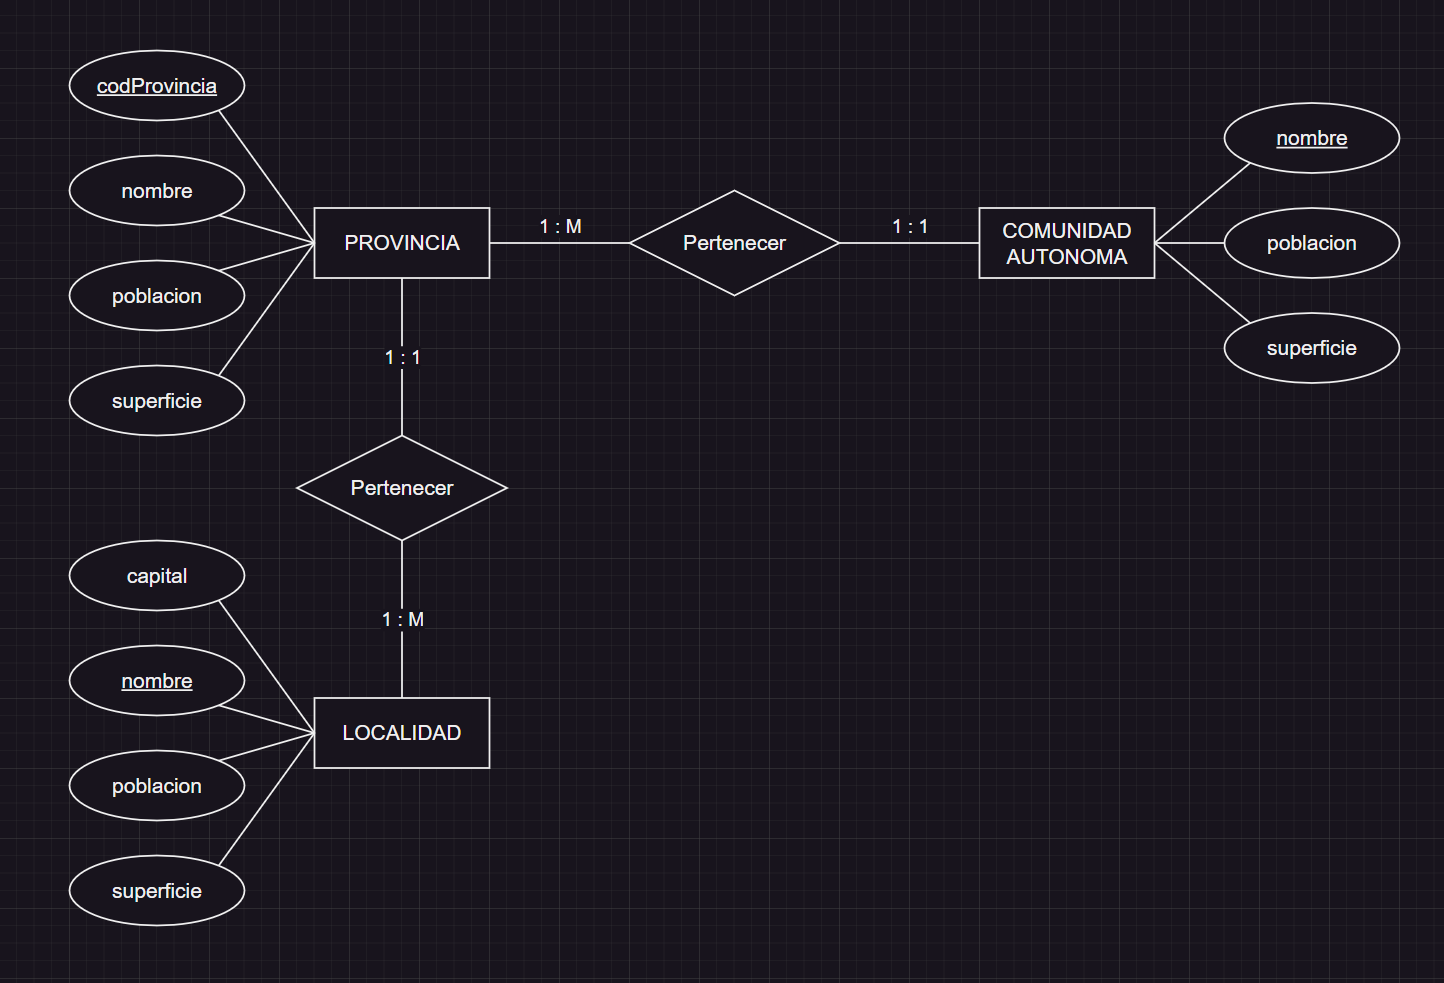 codProvincia
nombre
poblacion
superficie
PROVINCIA
1 : M
Pertenecer
1 : 1
COMUNIDAD
AUTONOMA
nombre
poblacion
superficie
1 : 1
Pertenecer
1 : M
capital
nombre
poblacion
superficie
LOCALIDAD